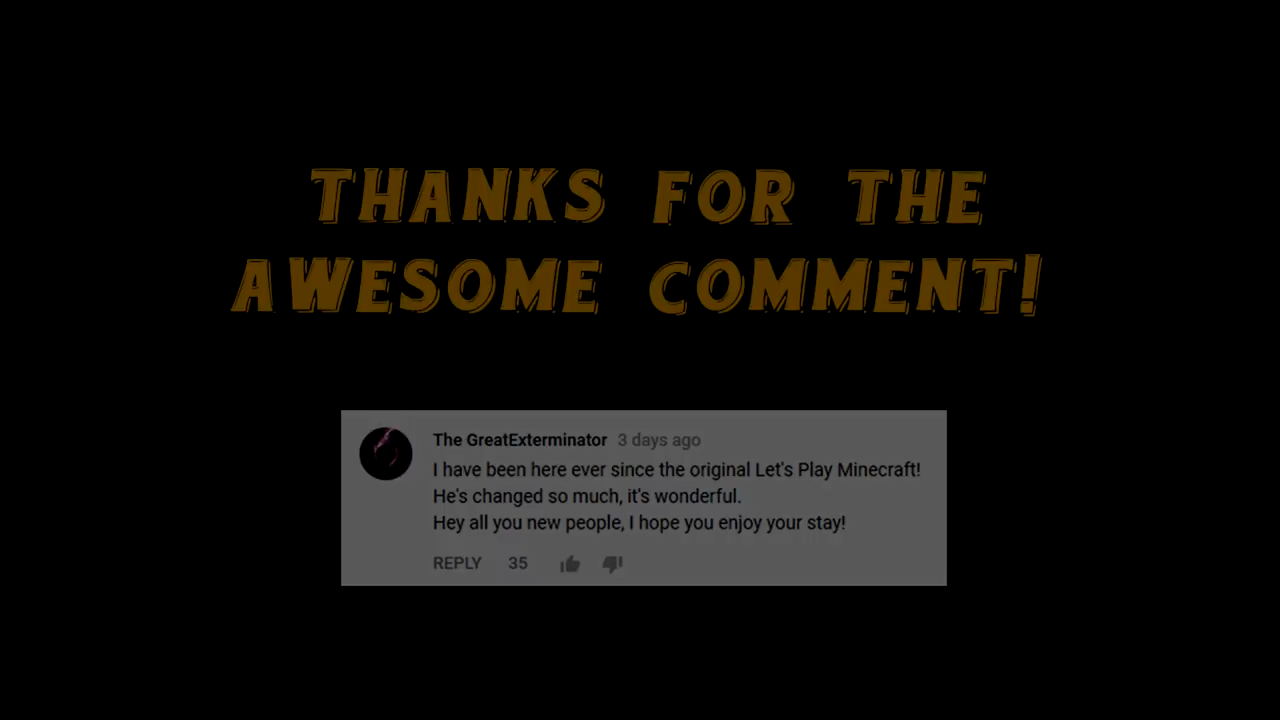 THANKS FOR THE
AWESOME COMMENT!
The GreatExterminator 3 days ago
I have been here ever since the original Let's Play Minecraft!
He's changed so much, it's wonderful.
Hey all you new people, I hope you enjoy your stay!
REPLY 35